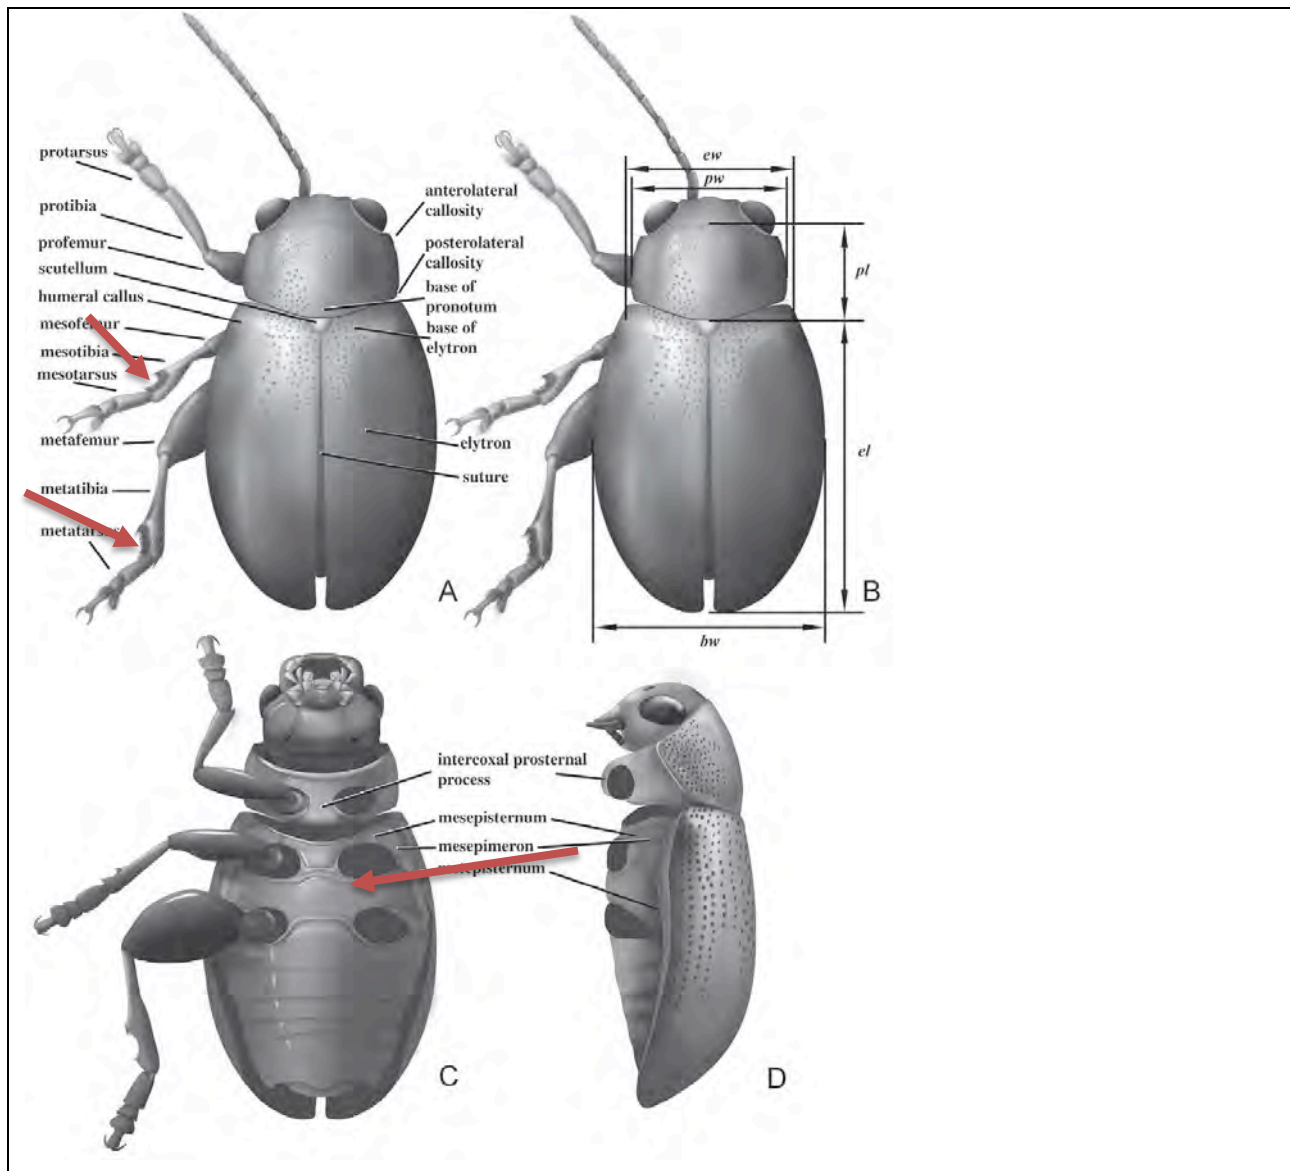 protarsus
protibia
profemur
scutellum
humeral callus
mesofemur
mesotibia
mesotarsus
metafemur
metatibia
anterolateral
callosity
posterolateral
callosity
base of
pronotum
base of
elytron
elytron
suture
A
ew
pw
pl
el
bw
B
intercoxal prosternal
process
mesepisternum
mesepimeron
C
D